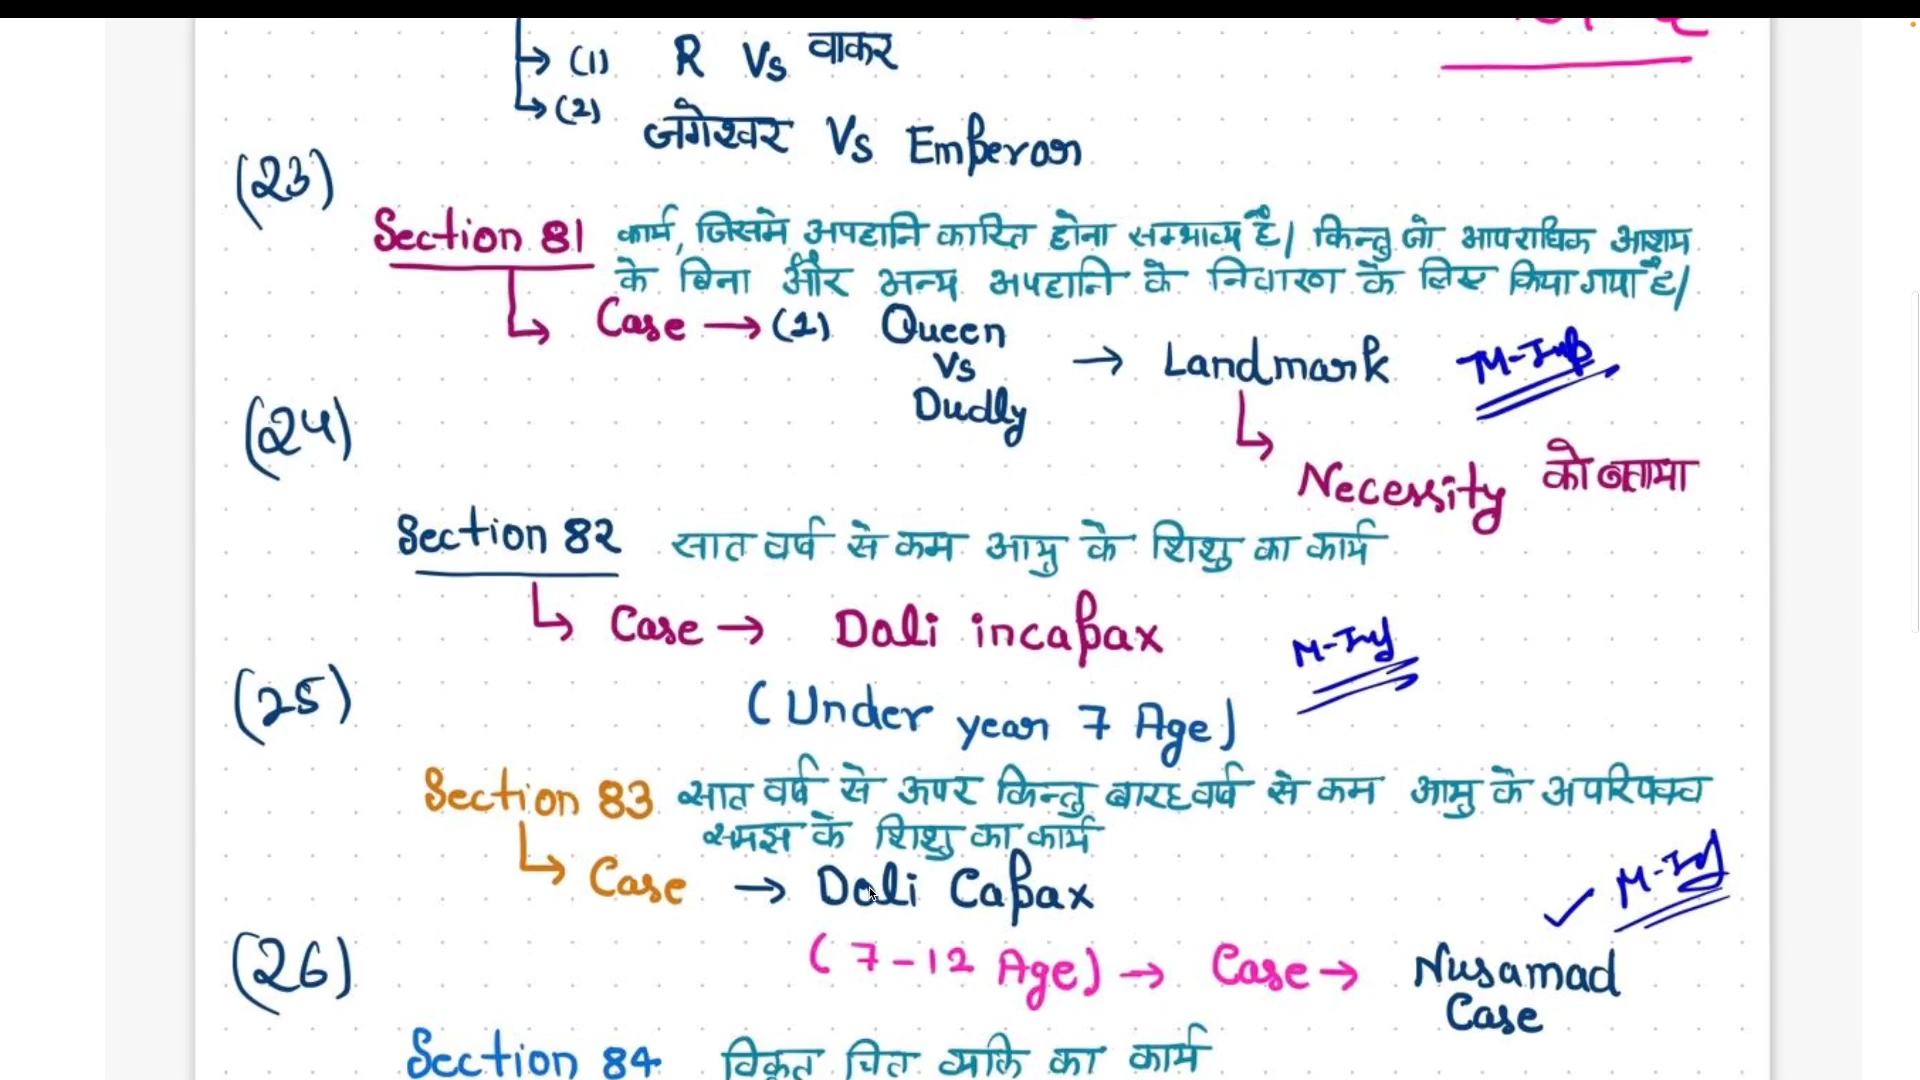 (1) R Vs वाकर
(2) जगेश्वर Vs Emperor
(23)
Section 81 कार्य, जिसमे अपहानि कारित होना सम्भाव्य है। किन्तु जो आपराधिक आशय
के बिना और अन्य अपहानि के निवारण के लिए किया गया है।
Case → (1) Queen
Vs
Dudly
→ Landmark M-Imp
Necessity को बताया
(24)
Section 82 सात वर्ष से कम आयु के शिशु का कार्य
Case → Doli incapax
(Under year 7 Age)
M-Imp
(25)
Section 83 सात वर्ष से ऊपर किन्तु बारह वर्ष से कम आयु के अपरिपक्व
समझ के शिशु का कार्य
Case → Doli Capax
M-Imp
(7-12 Age) → Case → Nusamad
Case
(26)
Section 84 विकृत चित व्यक्ति का कार्य